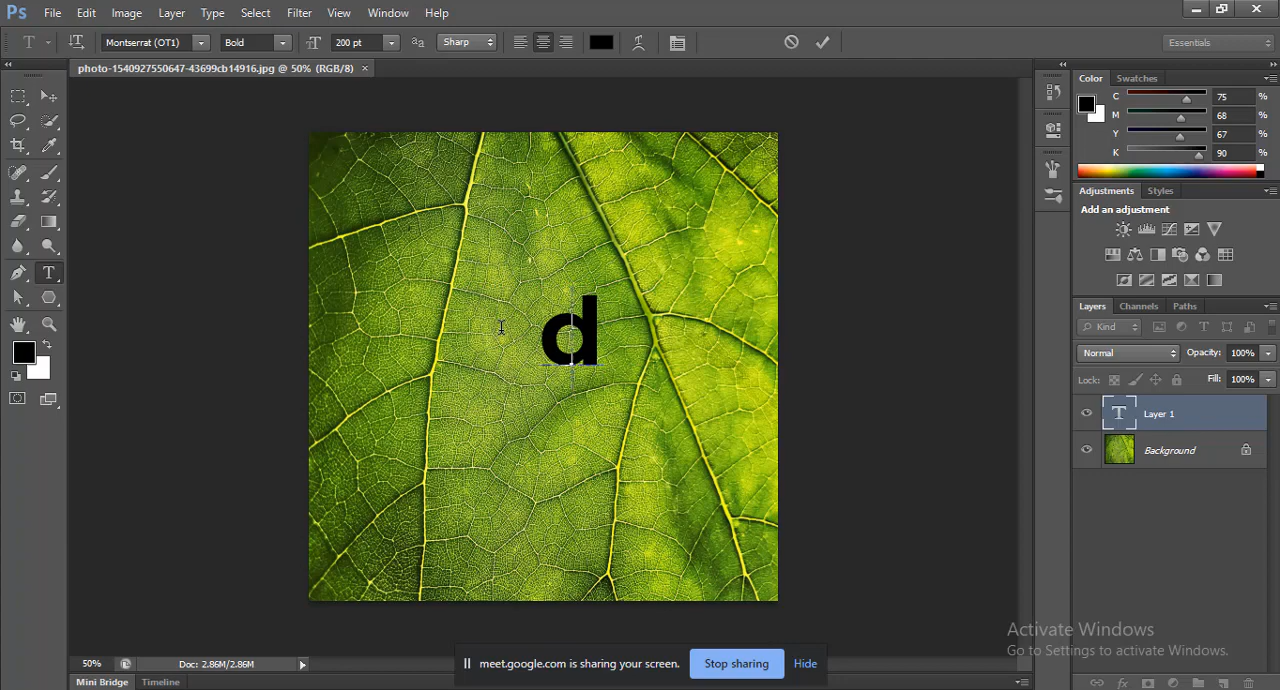 Ps File Edit Image Layer Type Select Filter View Window Help
T Montserrat (OT1) Bold 200 pt aa Sharp Essentials
photo-1540927550647-43699cb14916.jpg @ 50% (RGB/8) ×
Color Swatches
C 75 %
M 68 %
Y 67 %
K 90 %
Adjustments Styles
Add an adjustment
d
Layers Channels Paths
Kind
Normal Opacity: 100%
Lock: Fill: 100%
T Layer 1
Background
Activate Windows
Go to Settings to activate Windows.
50% Doc: 2.86M/2.86M
meet.google.com is sharing your screen. Stop sharing Hide
Mini Bridge Timeline
fx